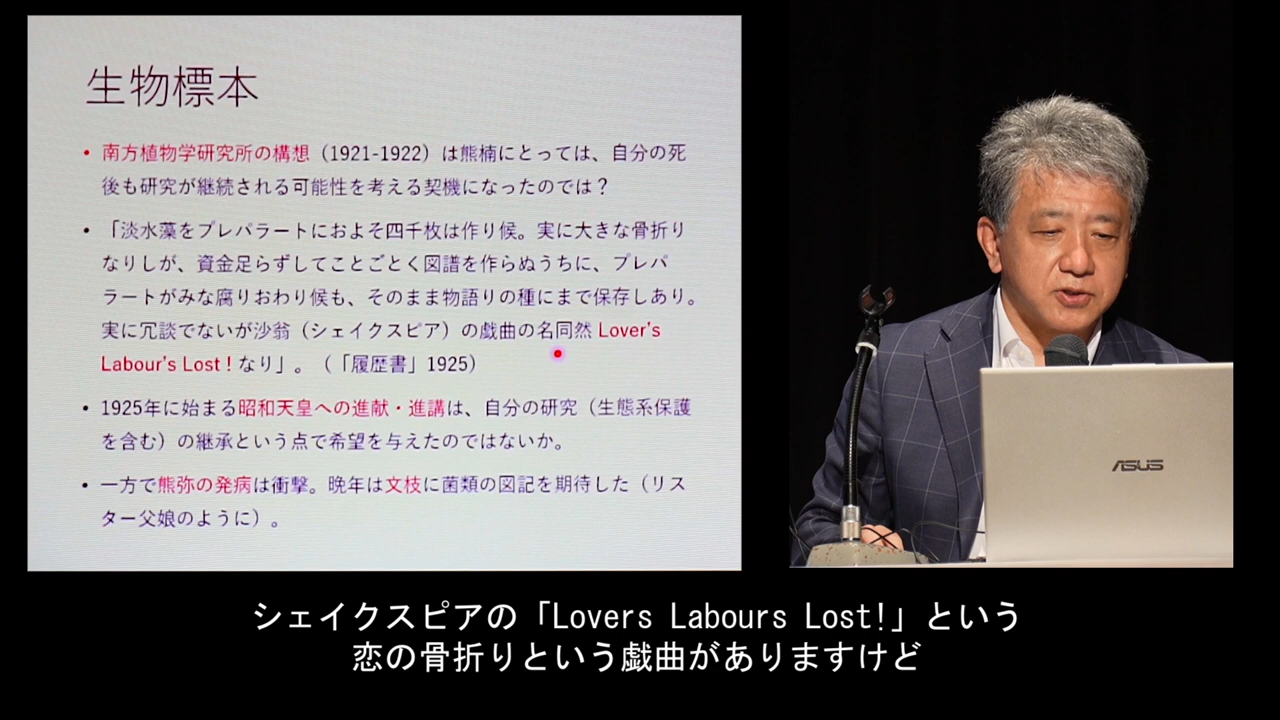 生物標本
• 南方植物学研究所の構想（1921-1922）は熊楠にとっては、自分の死
後も研究が継続される可能性を考える契機になったのでは？
• 「淡水藻をプレパラートにおよそ四千枚は作り候。実に大きな骨折り
なりしが、資金足らずしてことごとく図譜を作らぬうちに、プレパ
ラートがみな腐りおわり候も、そのまま物語りの種にまで保存しあり。
実に冗談でないが沙翁（シェイクスピア）の戯曲の名同然 Lover's
Labour's Lost ! なり」。（「履歴書」1925）
• 1925年に始まる昭和天皇への進献・進講は、自分の研究（生態系保護
を含む）の継承という点で希望を与えたのではないか。
• 一方で熊弥の発病は衝撃。晩年は文枝に菌類の図記を期待した（リス
ター父娘のように）。
ASUS
シェイクスピアの「Lovers Labours Lost!」という
恋の骨折りという戯曲がありますけど